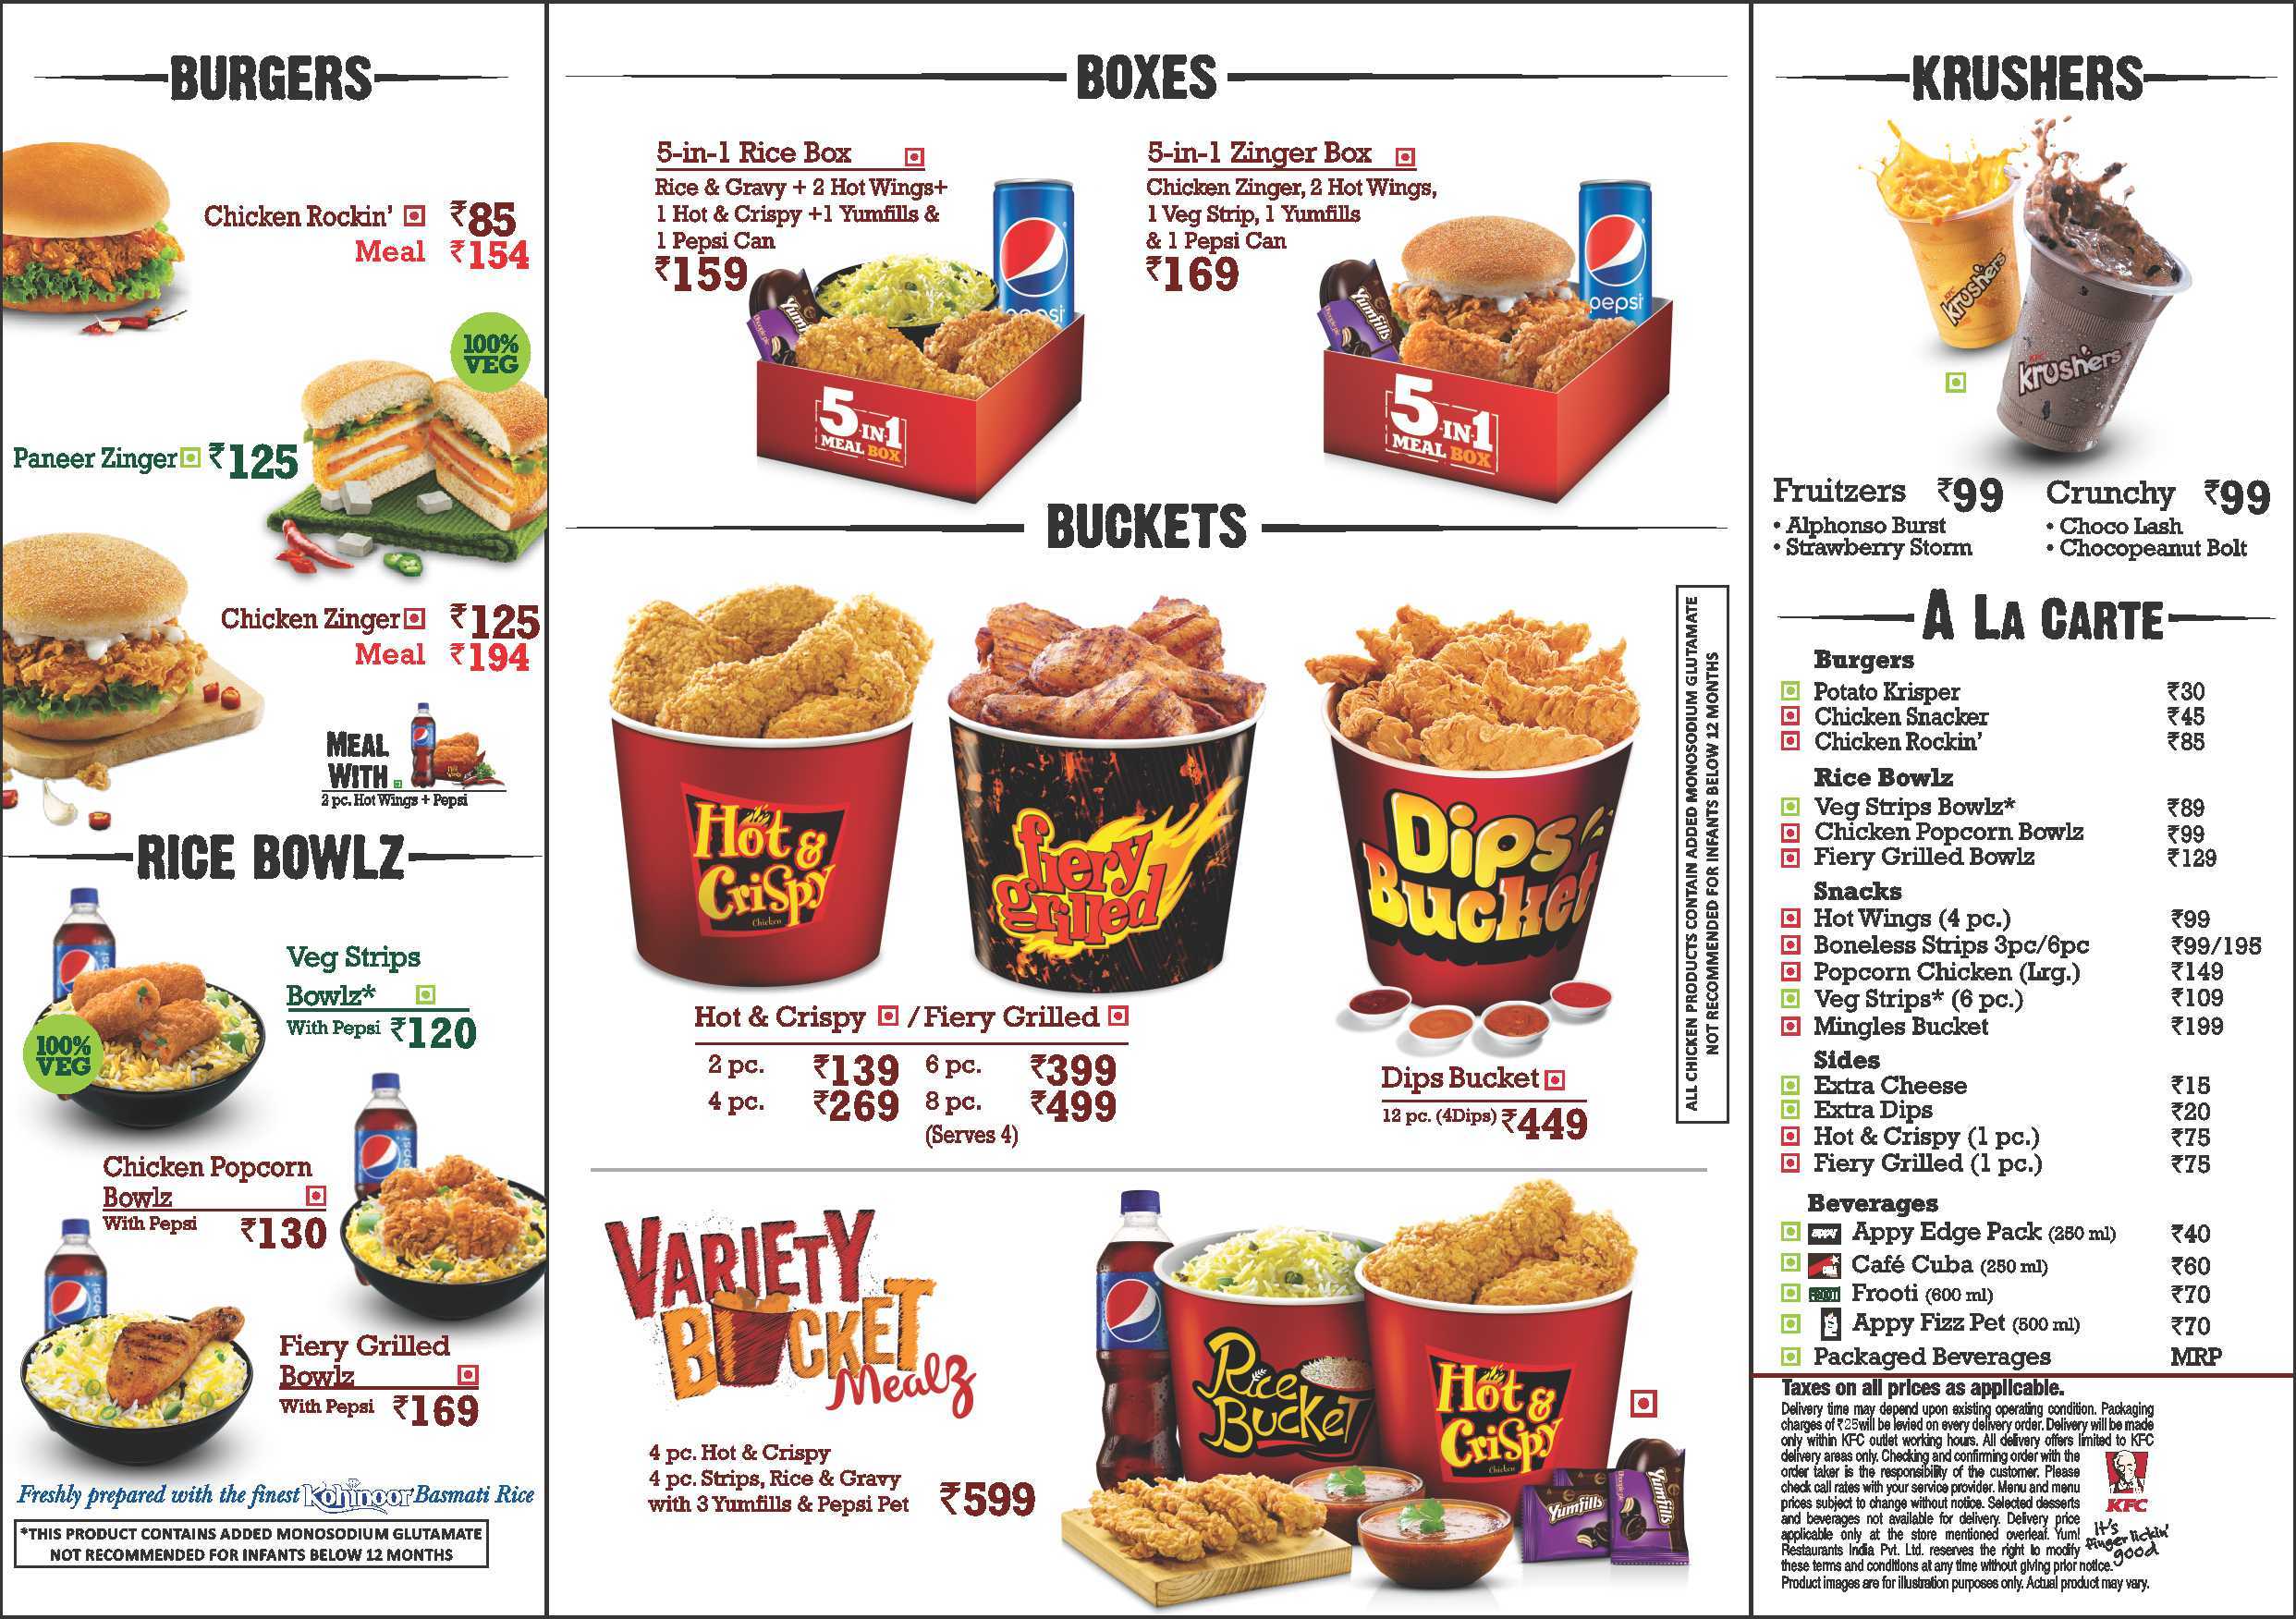 BURGERS
Chicken Rockin' ₹85
Meal ₹154
100%
VEG
Paneer Zinger ₹125
Chicken Zinger ₹125
Meal ₹194
MEAL
WITH
2 pc. Hot Wings + Pepsi
RICE BOWLZ
Veg Strips
Bowlz*
With Pepsi ₹120
100%
VEG
Chicken Popcorn
Bowlz
With Pepsi ₹130
Fiery Grilled
Bowlz
With Pepsi ₹169
Freshly prepared with the finest Kohinoor Basmati Rice
*THIS PRODUCT CONTAINS ADDED MONOSODIUM GLUTAMATE
NOT RECOMMENDED FOR INFANTS BELOW 12 MONTHS
BOXES
5-in-1 Rice Box
Rice & Gravy + 2 Hot Wings+
1 Hot & Crispy +1 Yumfills &
1 Pepsi Can
₹159
5-IN-1
MEAL BOX
5-in-1 Zinger Box
Chicken Zinger, 2 Hot Wings,
1 Veg Strip, 1 Yumfills
& 1 Pepsi Can
₹169
Yumfills
pepsi
5-IN-1
MEAL BOX
BUCKETS
Hot &
Crispy
Chicken
fiery
grilled
Dips
Bucket
Hot & Crispy / Fiery Grilled
2 pc. ₹139 6 pc. ₹399
4 pc. ₹269 8 pc. ₹499
(Serves 4)
Dips Bucket
12 pc. (4Dips) ₹449
ALL CHICKEN PRODUCTS CONTAIN ADDED MONOSODIUM GLUTAMATE
NOT RECOMMENDED FOR INFANTS BELOW 12 MONTHS
VARIETY
BUCKET
Mealz
4 pc. Hot & Crispy
4 pc. Strips, Rice & Gravy
with 3 Yumfills & Pepsi Pet ₹599
Rice
Bucket
Hot &
Crispy
Chicken
Yumfills
Yumfills
KRUSHERS
Krushers
KFC
Krushers
Fruitzers ₹99
• Alphonso Burst
• Strawberry Storm
Crunchy ₹99
• Choco Lash
• Chocopeanut Bolt
A LA CARTE
Burgers
Potato Krisper ₹30
Chicken Snacker ₹45
Chicken Rockin' ₹85
Rice Bowlz
Veg Strips Bowlz* ₹89
Chicken Popcorn Bowlz ₹99
Fiery Grilled Bowlz ₹129
Snacks
Hot Wings (4 pc.) ₹99
Boneless Strips 3pc/6pc ₹99/195
Popcorn Chicken (Lrg.) ₹149
Veg Strips* (6 pc.) ₹109
Mingles Bucket ₹199
Sides
Extra Cheese ₹15
Extra Dips ₹20
Hot & Crispy (1 pc.) ₹75
Fiery Grilled (1 pc.) ₹75
Beverages
Appy Edge Pack (250 ml) ₹40
Café Cuba (250 ml) ₹60
Frooti (600 ml) ₹70
Appy Fizz Pet (500 ml) ₹70
Packaged Beverages MRP
Taxes on all prices as applicable.
Delivery time may depend upon existing operating condition. Packaging
charges of ₹25will be levied on every delivery order. Delivery will be made
only within KFC outlet working hours. All delivery offers limited to KFC
delivery areas only. Checking and confirming order with the
order taker is the responsibility of the customer. Please
check call rates with your service provider. Menu and menu
prices subject to change without notice. Selected desserts
and beverages not available for delivery. Delivery price
applicable only at the store mentioned overleaf. Yum!
Restaurants India Pvt. Ltd. reserves the right to modify
these terms and conditions at any time without giving prior notice.
Product images are for illustration purposes only. Actual product may vary.
KFC
It's
finger lickin'
good